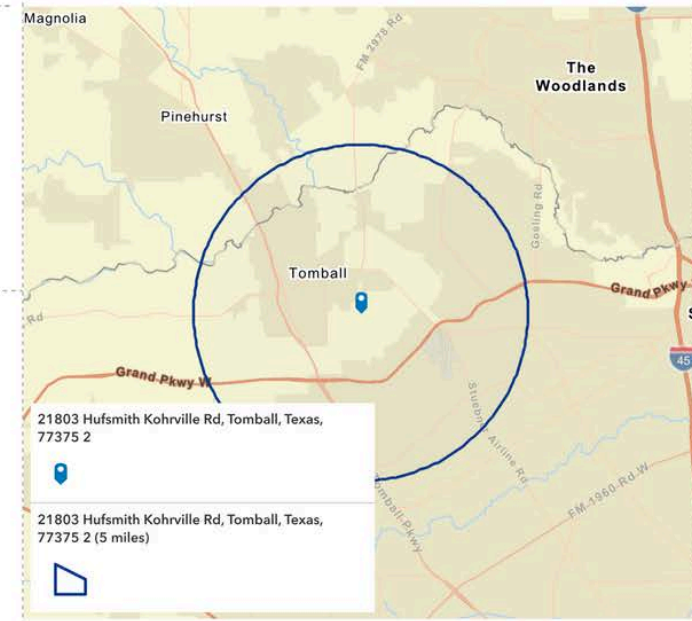 Magnolia
FM 2978 Rd
The
Woodlands
Pinehurst
Gosling Rd
Tomball
Grand Pkwy
Rd
45
Grand Pkwy W
Stuebner Airline Rd
21803 Hufsmith Kohrville Rd, Tomball, Texas,
77375 2
FM-1960-Rd-W
Tomball-Pkwy
21803 Hufsmith Kohrville Rd, Tomball, Texas,
77375 2 (5 miles)